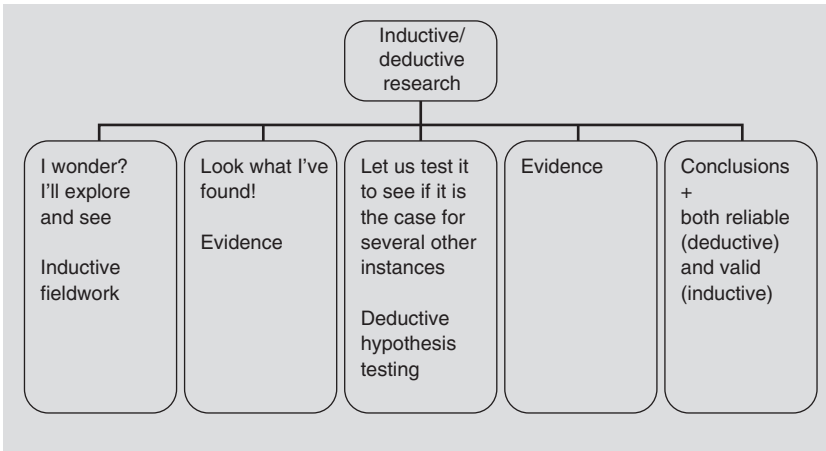 Inductive/
deductive
research
I wonder?
I'll explore
and see
Inductive
fieldwork
Look what I've
found!
Evidence
Let us test it
to see if it is
the case for
several other
instances
Deductive
hypothesis
testing
Evidence
Conclusions
+
both reliable
(deductive)
and valid
(inductive)